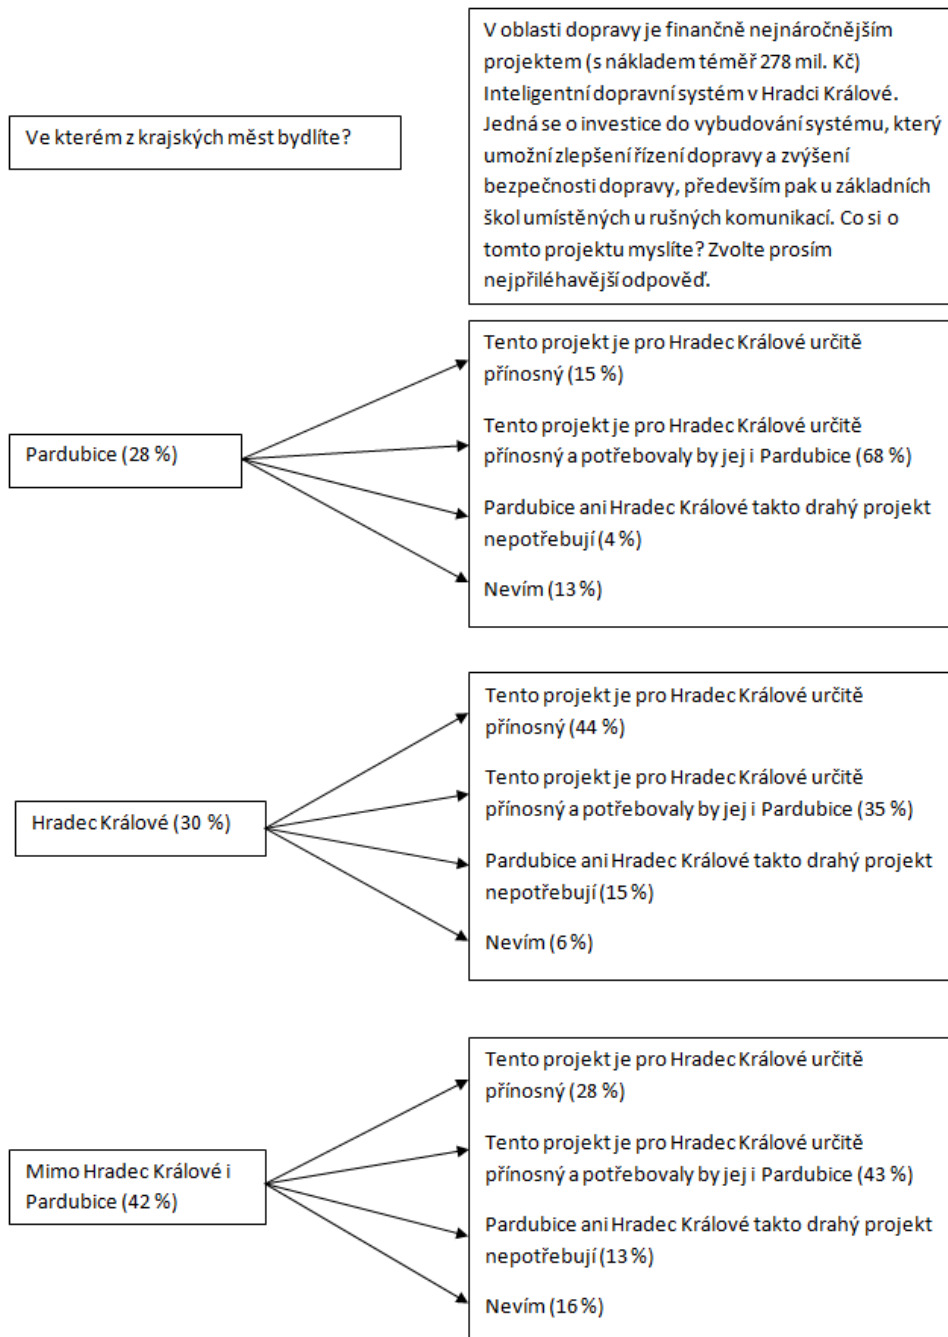 Ve kterém z krajských měst bydlíte?
V oblasti dopravy je finančně nejnáročnějším
projektem (s nákladem téměř 278 mil. Kč)
Inteligentní dopravní systém v Hradci Králové.
Jedná se o investice do vybudování systému, který
umožní zlepšení řízení dopravy a zvýšení
bezpečnosti dopravy, především pak u základních
škol umístěných u rušných komunikací. Co si o
tomto projektu myslíte? Zvolte prosím
nejpřiléhavější odpověď.
Pardubice (28 %)
Tento projekt je pro Hradec Králové určitě
přínosný (15 %)
Tento projekt je pro Hradec Králové určitě
přínosný a potřebovaly by jej i Pardubice (68 %)
Pardubice ani Hradec Králové takto drahý projekt
nepotřebují (4 %)
Nevím (13 %)
Hradec Králové (30 %)
Tento projekt je pro Hradec Králové určitě
přínosný (44 %)
Tento projekt je pro Hradec Králové určitě
přínosný a potřebovaly by jej i Pardubice (35 %)
Pardubice ani Hradec Králové takto drahý projekt
nepotřebují (15 %)
Nevím (6 %)
Mimo Hradec Králové i
Pardubice (42 %)
Tento projekt je pro Hradec Králové určitě
přínosný (28 %)
Tento projekt je pro Hradec Králové určitě
přínosný a potřebovaly by jej i Pardubice (43 %)
Pardubice ani Hradec Králové takto drahý projekt
nepotřebují (13 %)
Nevím (16 %)